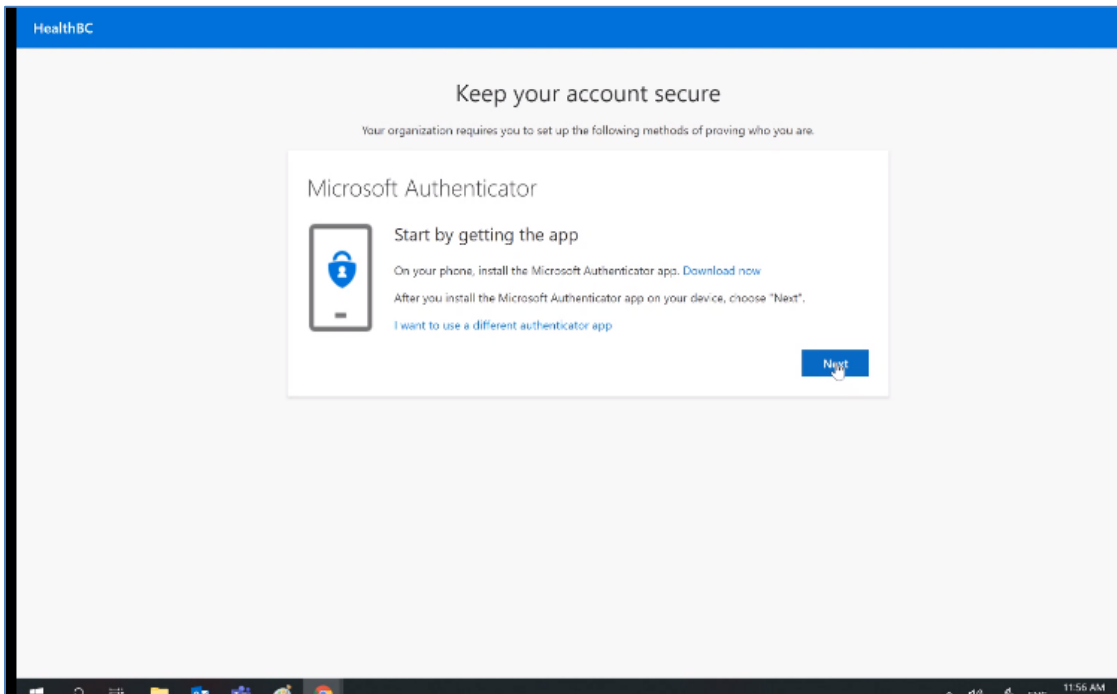 HealthBC
Keep your account secure
Your organization requires you to set up the following methods of proving who you are.
Microsoft Authenticator
Start by getting the app
On your phone, install the Microsoft Authenticator app. Download now
After you install the Microsoft Authenticator app on your device, choose "Next".
I want to use a different authenticator app
Next
11:56 AM